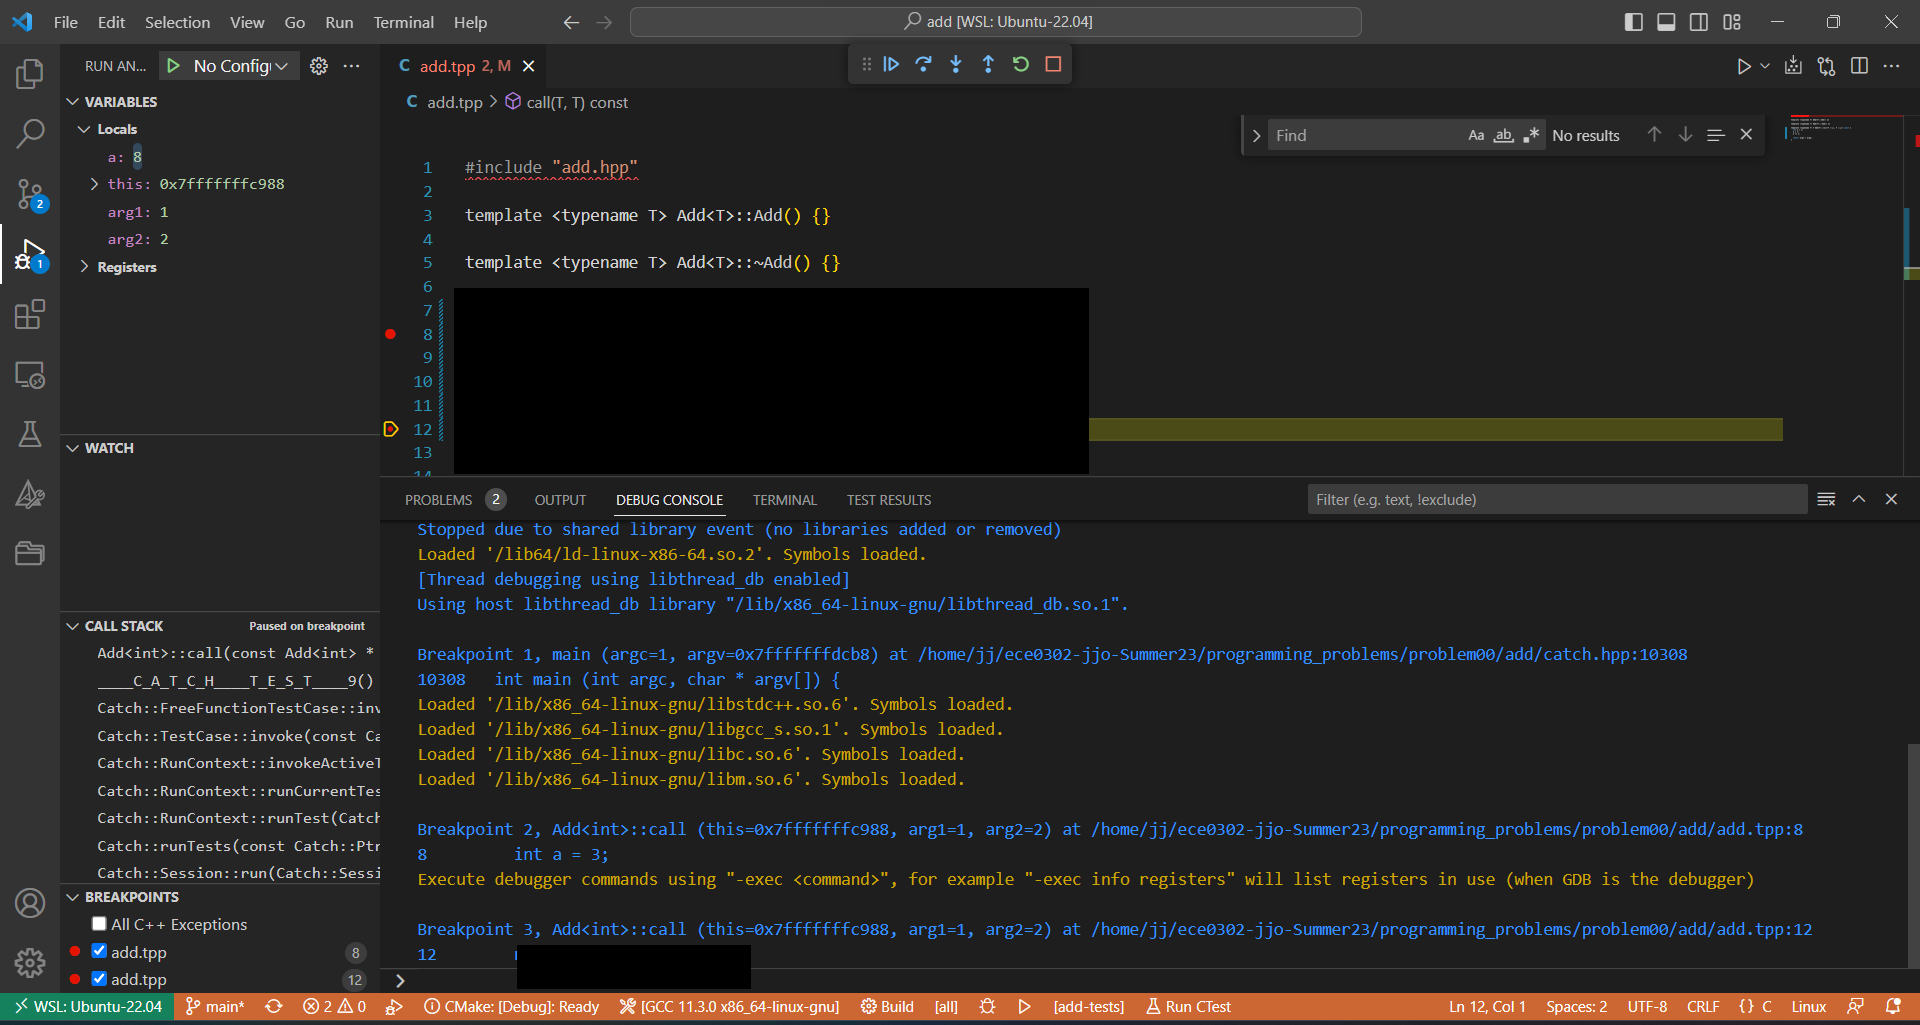 File Edit Selection View Go Run Terminal Help
add [WSL: Ubuntu-22.04]
RUN AN... No Config
add.tpp 2, M
add.tpp > call(T, T) const
VARIABLES
Locals
a: 8
this: 0x7fffffffc988
arg1: 1
arg2: 2
Registers
WATCH
CALL STACK Paused on breakpoint
Add<int>::call(const Add<int> *
____C_A_T_C_H____T_E_S_T____9()
Catch::FreeFunctionTestCase::inv
Catch::TestCase::invoke(const Ca
Catch::RunContext::invokeActiveT
Catch::RunContext::runCurrentTes
Catch::RunContext::runTest(Catch
Catch::runTests(const Catch::Ptr
Catch::Session::run(Catch::Sessi
BREAKPOINTS
All C++ Exceptions
add.tpp 8
add.tpp 12
2
1
Find Aa ab No results
1 #include "add.hpp"
2
3 template <typename T> Add<T>::Add() {}
4
5 template <typename T> Add<T>::~Add() {}
6
7
8
9
10
11
12
13
14
PROBLEMS 2 OUTPUT DEBUG CONSOLE TERMINAL TEST RESULTS
Filter (e.g. text, !exclude)
Stopped due to shared library event (no libraries added or removed)
Loaded '/lib64/ld-linux-x86-64.so.2'. Symbols loaded.
[Thread debugging using libthread_db enabled]
Using host libthread_db library "/lib/x86_64-linux-gnu/libthread_db.so.1".
Breakpoint 1, main (argc=1, argv=0x7fffffffdcb8) at /home/jj/ece0302-jjo-Summer23/programming_problems/problem00/add/catch.hpp:10308
10308 int main (int argc, char * argv[]) {
Loaded '/lib/x86_64-linux-gnu/libstdc++.so.6'. Symbols loaded.
Loaded '/lib/x86_64-linux-gnu/libgcc_s.so.1'. Symbols loaded.
Loaded '/lib/x86_64-linux-gnu/libc.so.6'. Symbols loaded.
Loaded '/lib/x86_64-linux-gnu/libm.so.6'. Symbols loaded.
Breakpoint 2, Add<int>::call (this=0x7fffffffc988, arg1=1, arg2=2) at /home/jj/ece0302-jjo-Summer23/programming_problems/problem00/add/add.tpp:8
8 int a = 3;
Execute debugger commands using "-exec <command>", for example "-exec info registers" will list registers in use (when GDB is the debugger)
Breakpoint 3, Add<int>::call (this=0x7fffffffc988, arg1=1, arg2=2) at /home/jj/ece0302-jjo-Summer23/programming_problems/problem00/add/add.tpp:12
12
>
WSL: Ubuntu-22.04 main* 2 0 CMake: [Debug]: Ready [GCC 11.3.0 x86_64-linux-gnu] Build [all] [add-tests] Run CTest Ln 12, Col 1 Spaces: 2 UTF-8 CRLF {} C Linux